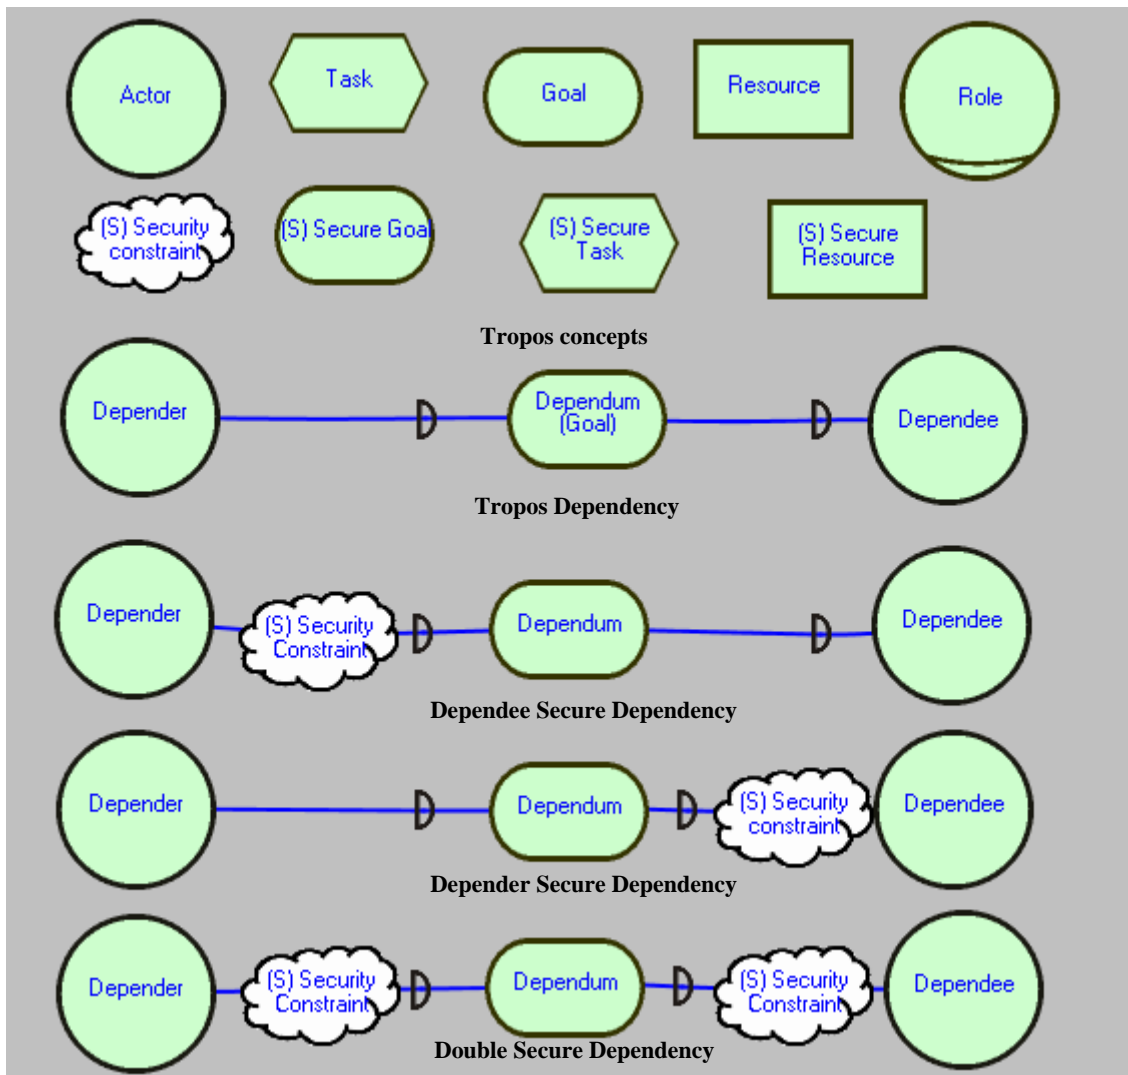 Actor
Task
Goal
Resource
Role
(S) Security
constraint
(S) Secure Goal
(S) Secure
Task
(S) Secure
Resource
Tropos concepts
Depender
Dependum
(Goal)
Dependee
Tropos Dependency
Depender
(S) Security
Constraint
Dependum
Dependee
Dependee Secure Dependency
Depender
Dependum
(S) Security
constraint
Dependee
Depender Secure Dependency
Depender
(S) Security
Constraint
Dependum
(S) Security
Constraint
Dependee
Double Secure Dependency